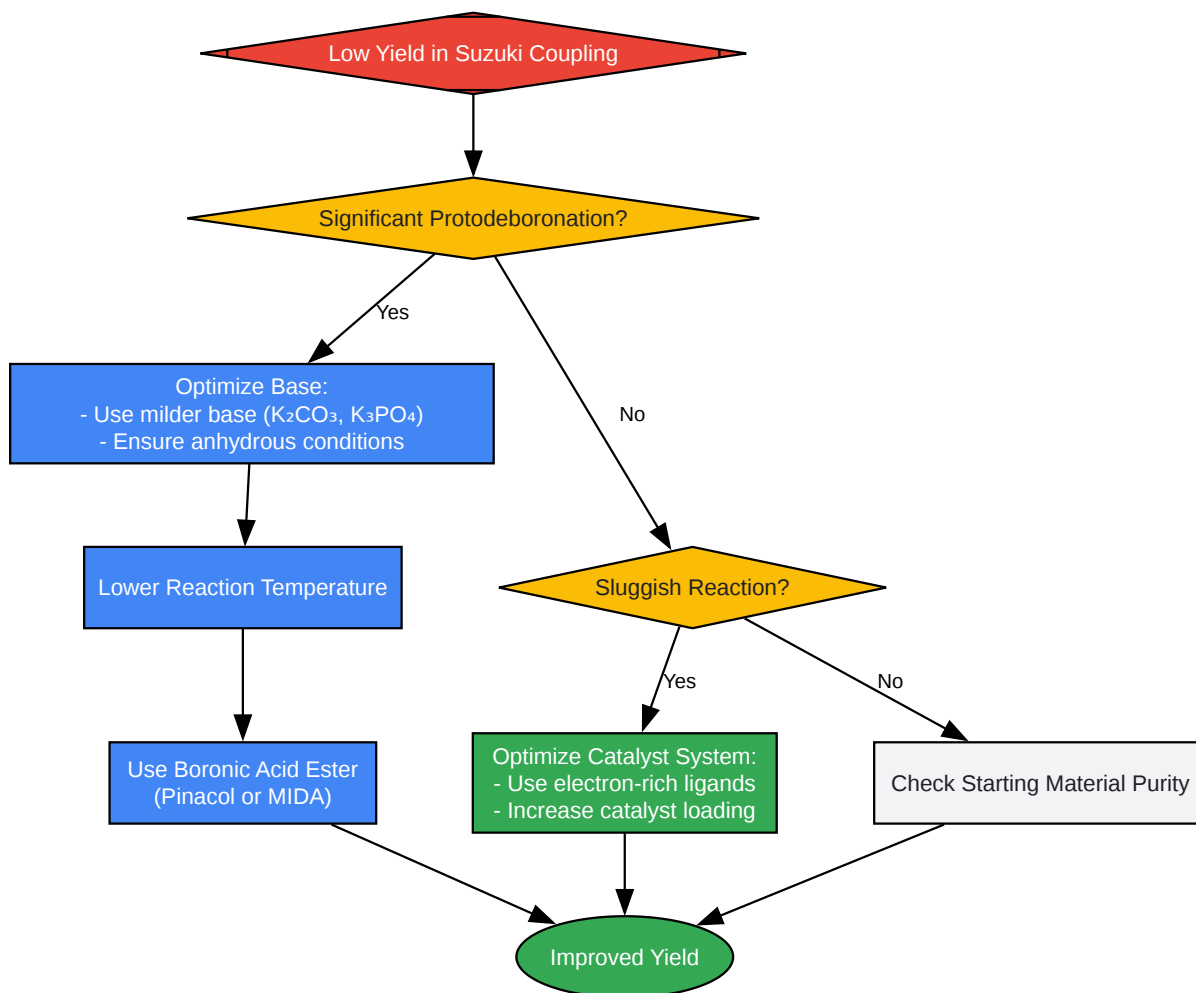 Low Yield in Suzuki Coupling
Significant Protodeboronation?
Yes
Optimize Base:
- Use milder base (K₂CO₃, K₃PO₄)
- Ensure anhydrous conditions
No
Lower Reaction Temperature
Sluggish Reaction?
Yes
No
Use Boronic Acid Ester
(Pinacol or MIDA)
Optimize Catalyst System:
- Use electron-rich ligands
- Increase catalyst loading
Check Starting Material Purity
Improved Yield